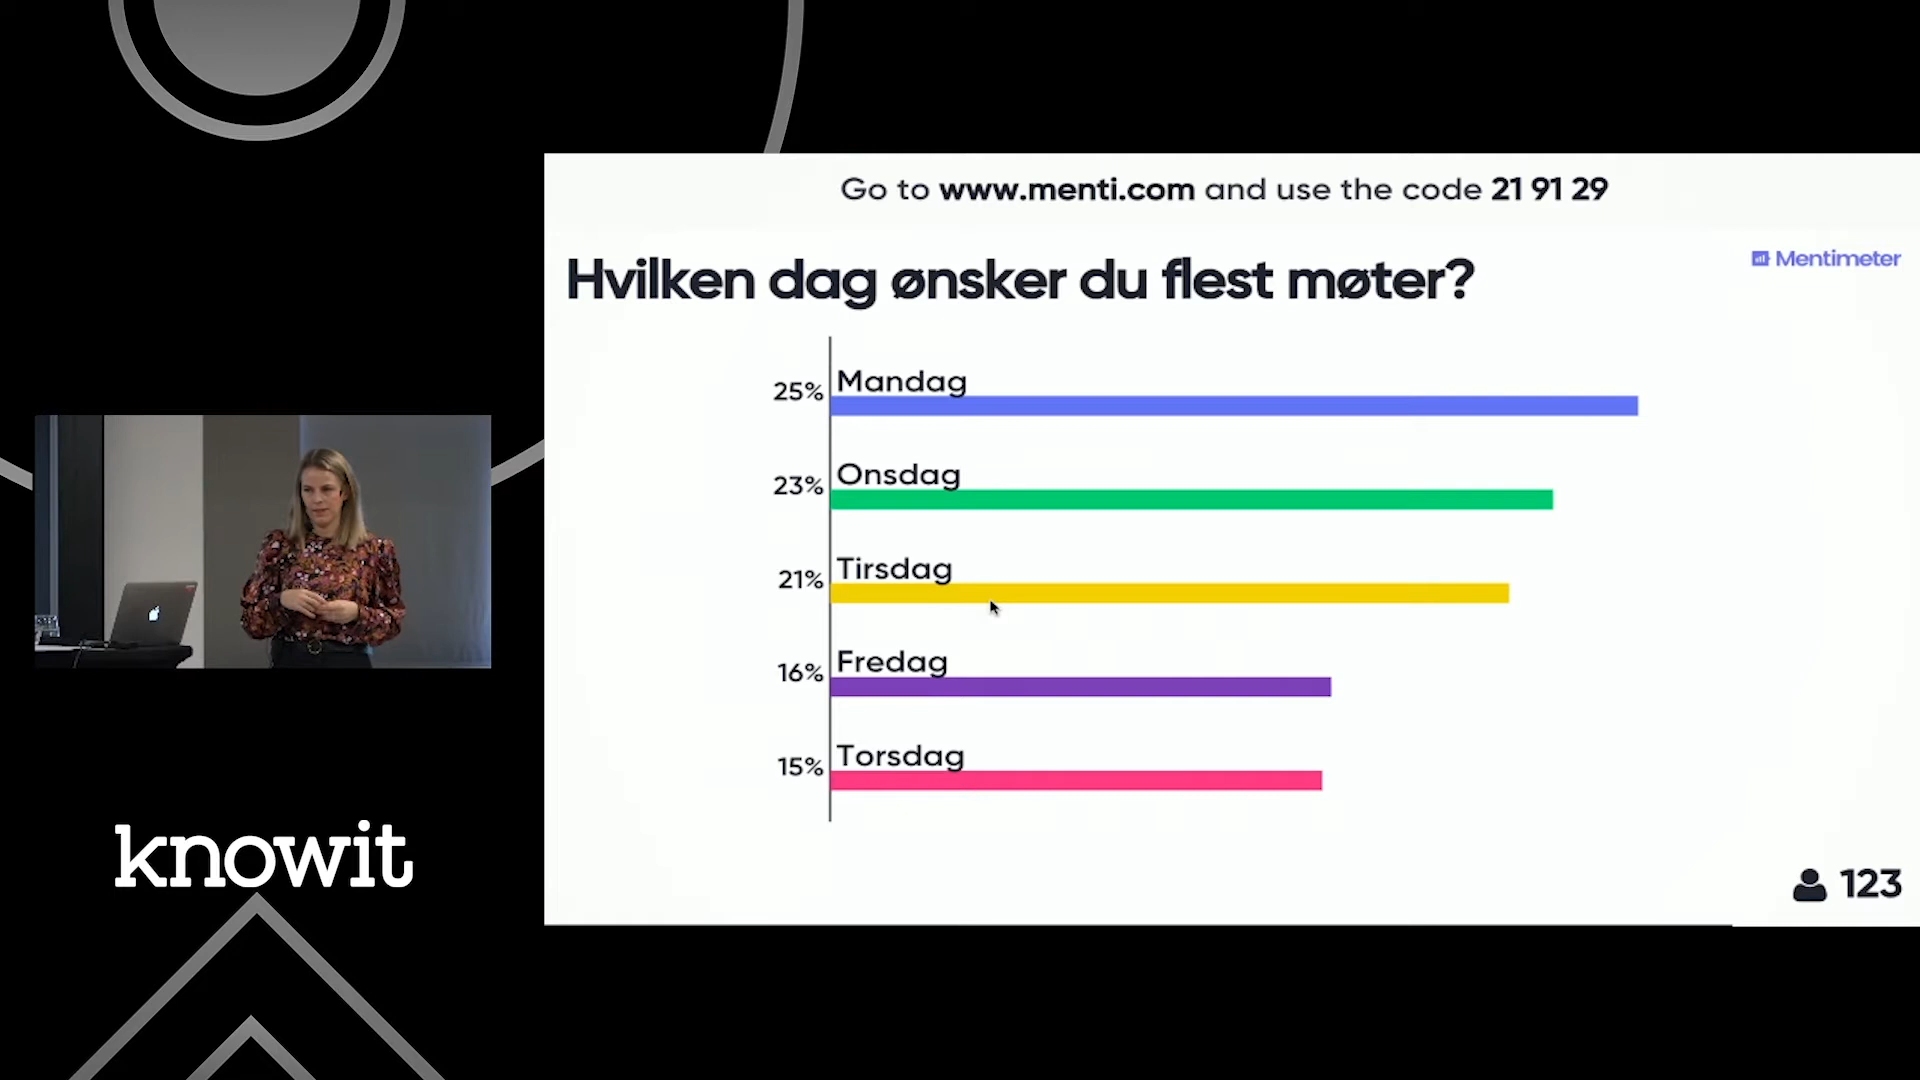 Go to www.menti.com and use the code 21 91 29
Hvilken dag ønsker du flest møter?
Mentimeter
25% Mandag
23% Onsdag
21% Tirsdag
16% Fredag
15% Torsdag
123
knowit